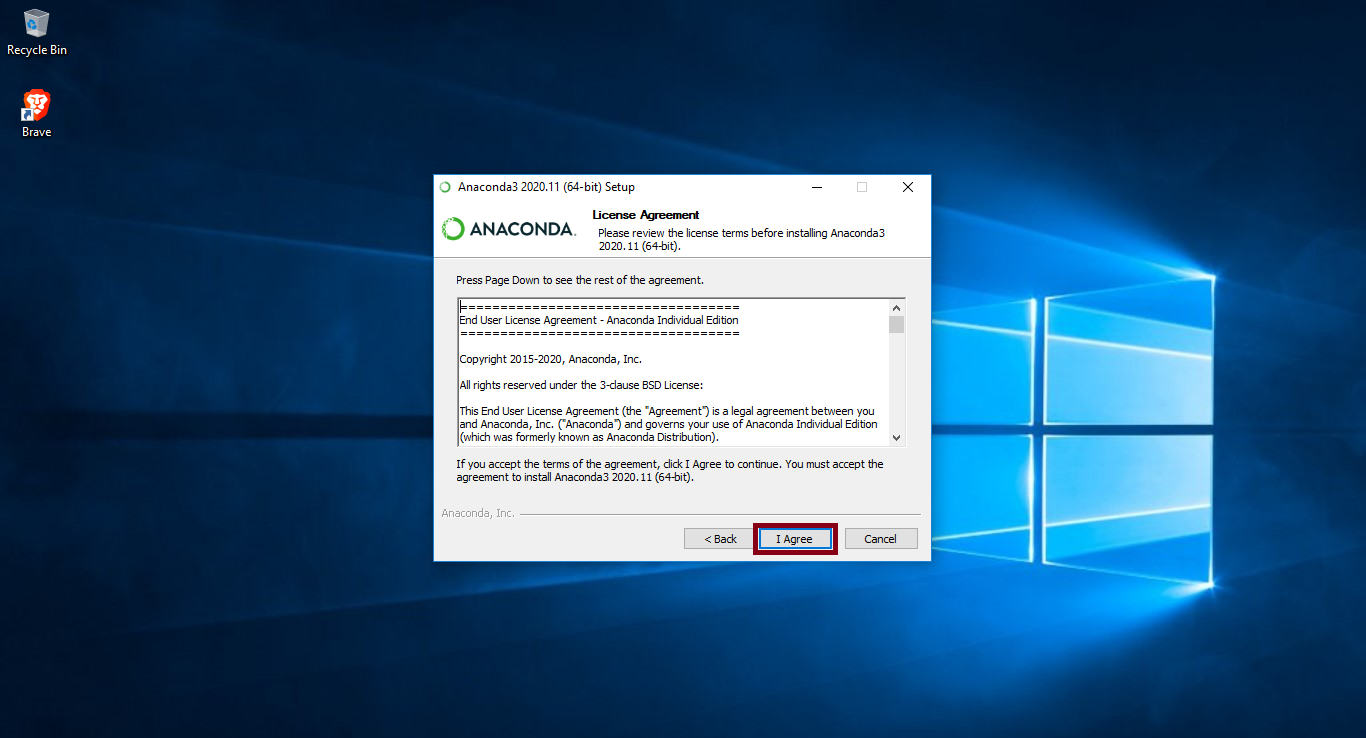 Recycle Bin
Brave
Anaconda3 2020.11 (64-bit) Setup
ANACONDA.
License Agreement
Please review the license terms before installing Anaconda3
2020.11 (64-bit).
Press Page Down to see the rest of the agreement.
===================================
End User License Agreement - Anaconda Individual Edition
===================================
Copyright 2015-2020, Anaconda, Inc.
All rights reserved under the 3-clause BSD License:
This End User License Agreement (the "Agreement") is a legal agreement between you
and Anaconda, Inc. ("Anaconda") and governs your use of Anaconda Individual Edition
(which was formerly known as Anaconda Distribution).
If you accept the terms of the agreement, click I Agree to continue. You must accept the
agreement to install Anaconda3 2020.11 (64-bit).
Anaconda, Inc.
< Back
I Agree
Cancel